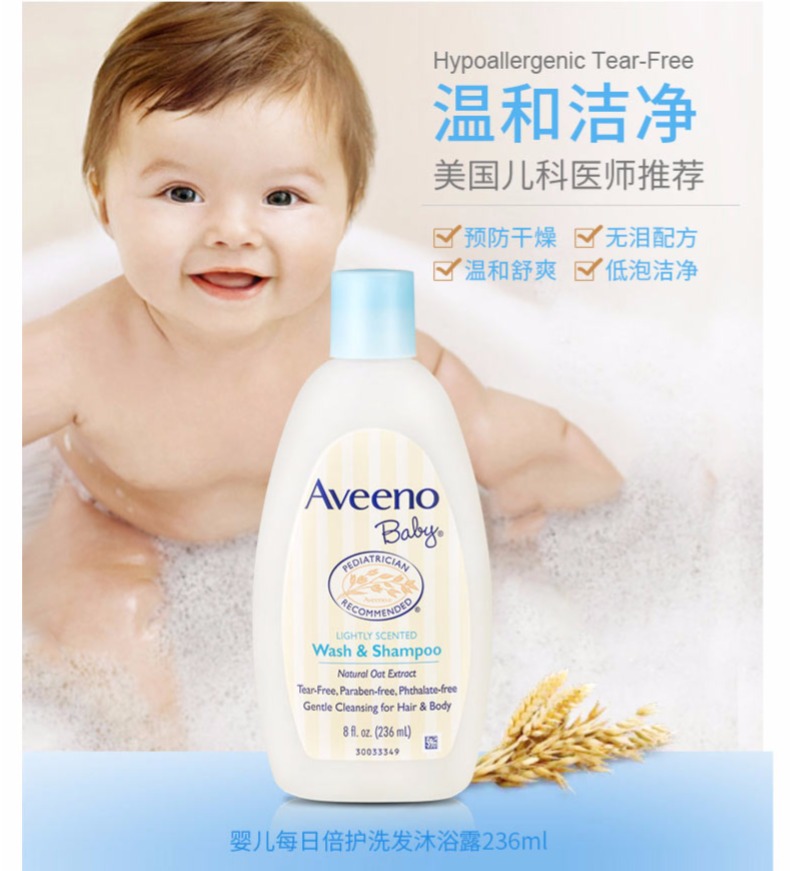 Hypoallergenic Tear-Free
温和洁净
美国儿科医师推荐
预防干燥 无泪配方
温和舒爽 低泡洁净
Aveeno
Baby®
PEDIATRICIAN
Aveeno
RECOMMENDED®
LIGHTLY SCENTED
Wash & Shampoo
Natural Oat Extract
Tear-Free, Paraben-free, Phthalate-free
Gentle Cleansing for Hair & Body
8 fl. oz. (236 mL)
30033349
婴儿每日倍护洗发沐浴露236ml